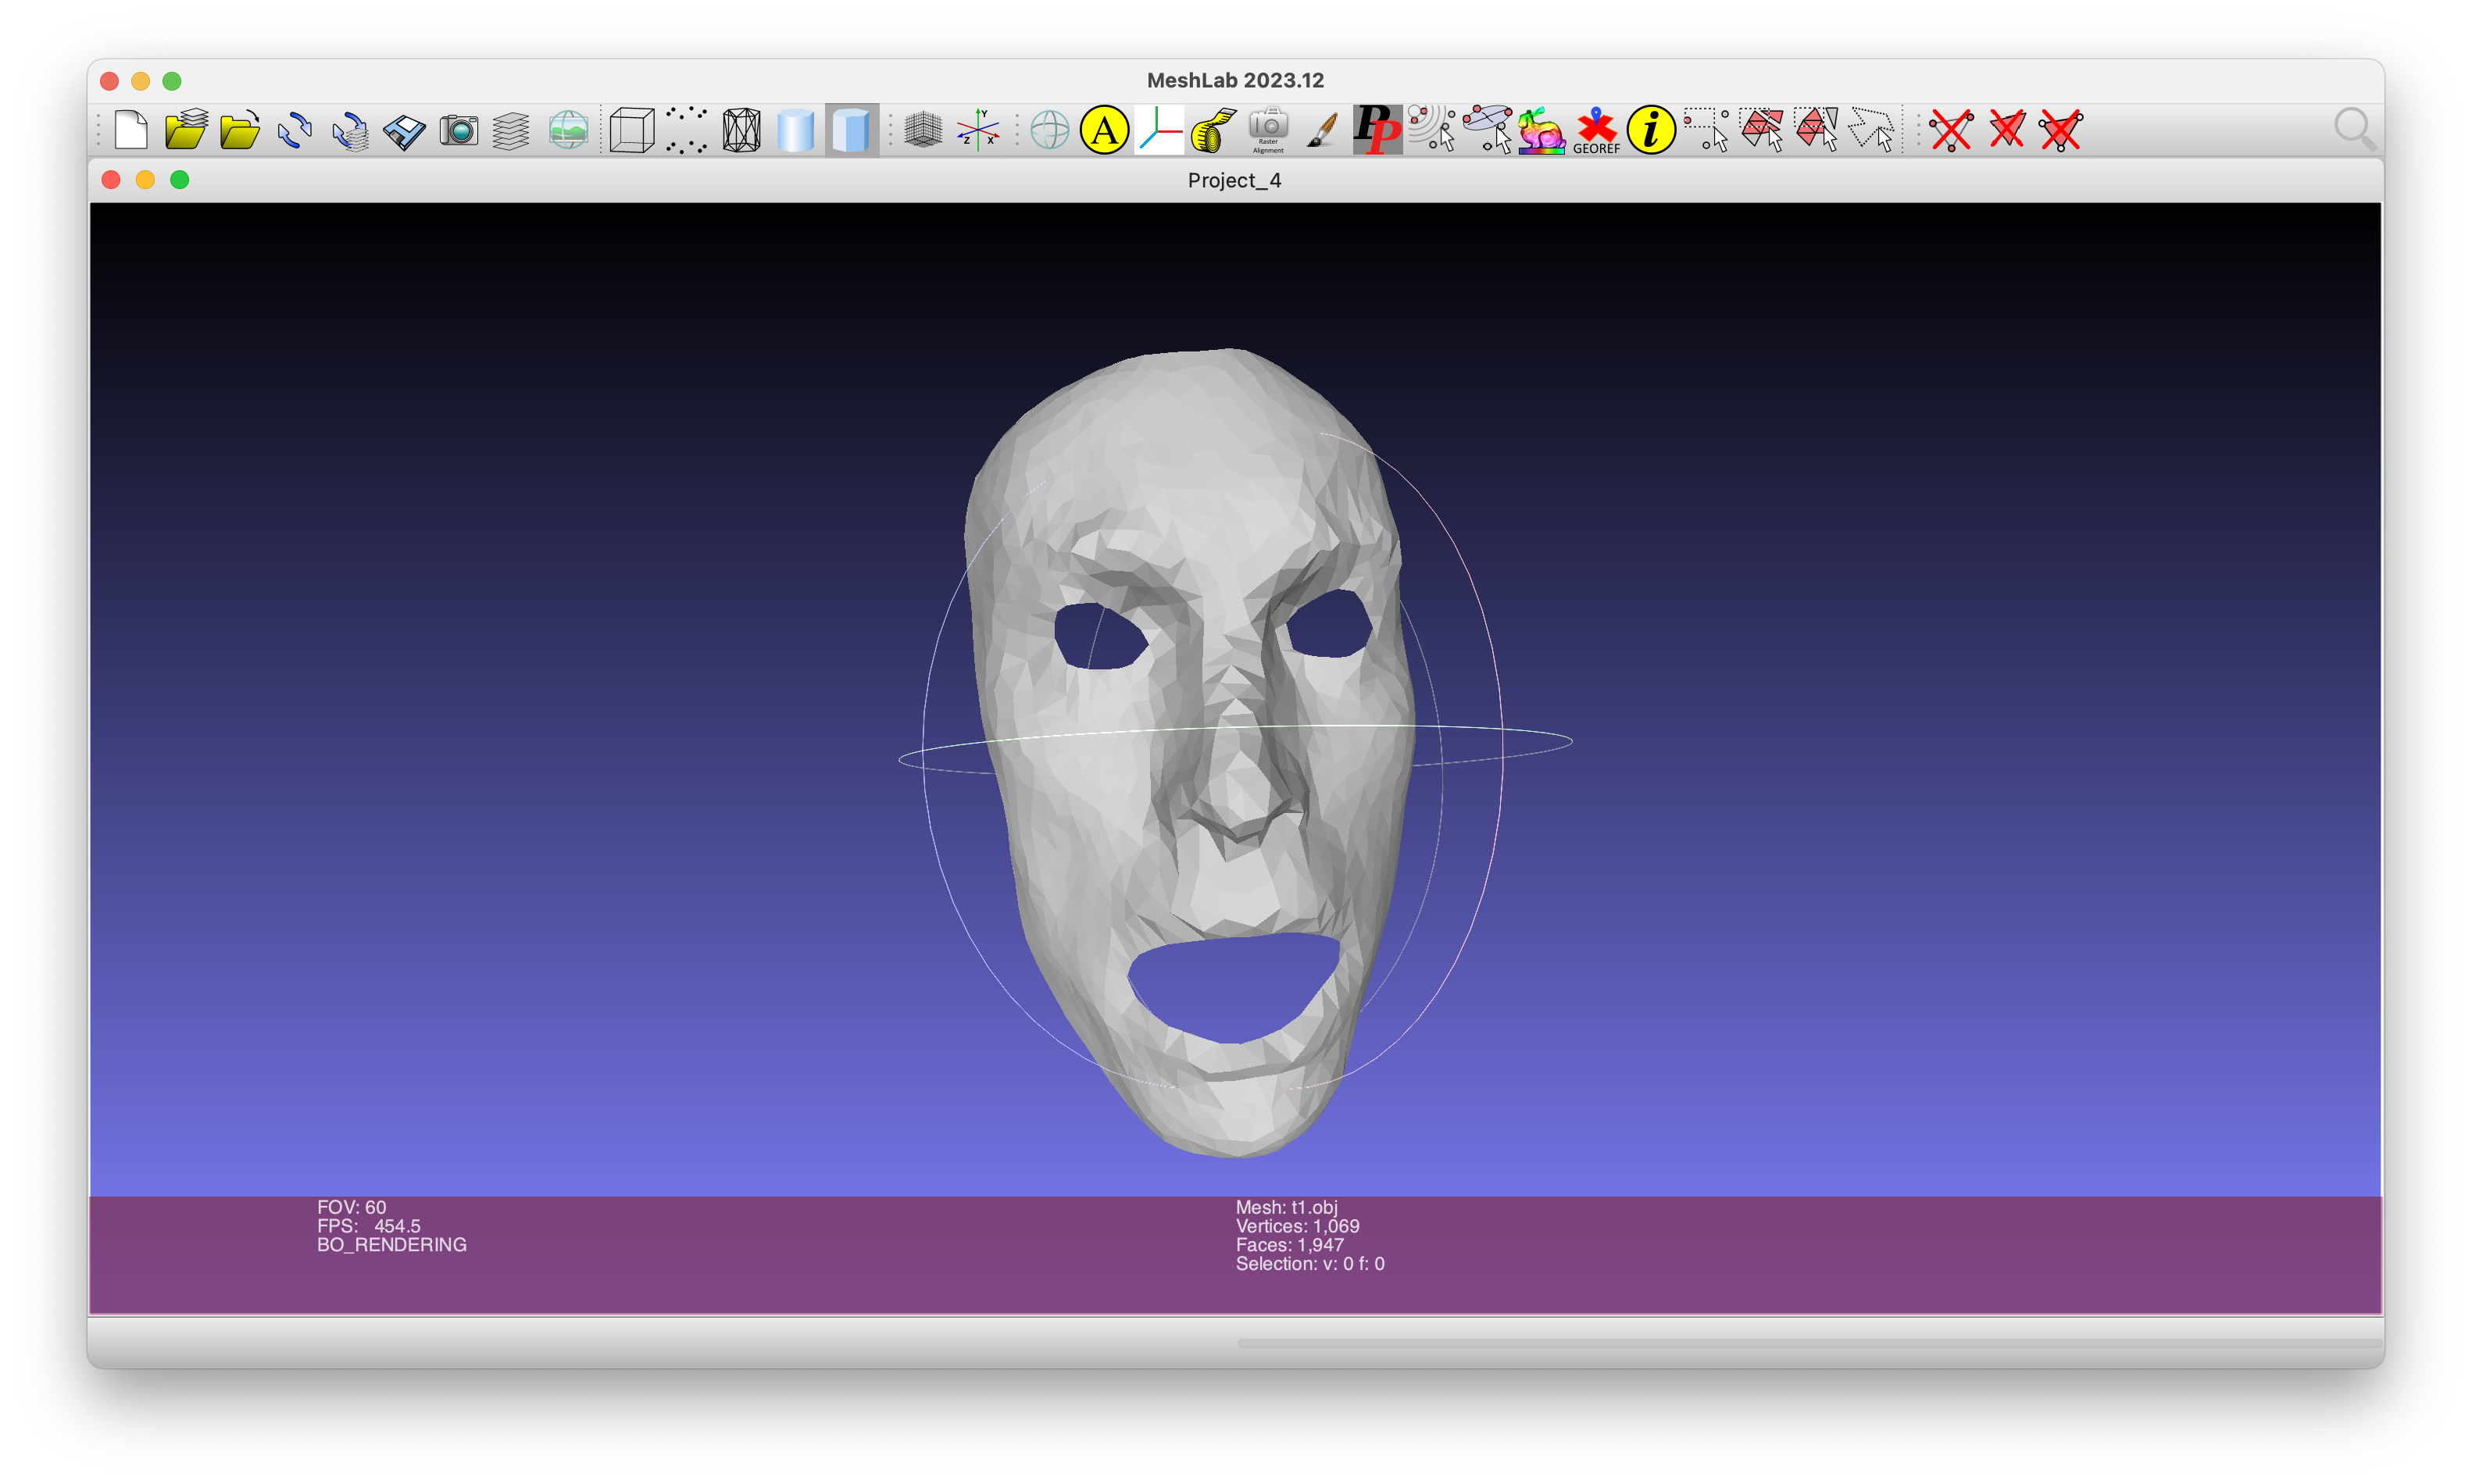 MeshLab 2023.12
Y
Z X
A
Raster
Alignment
PP
GEOREF
i
Project_4
FOV: 60
FPS: 454.5
BO_RENDERING
Mesh: t1.obj
Vertices: 1,069
Faces: 1,947
Selection: v: 0 f: 0